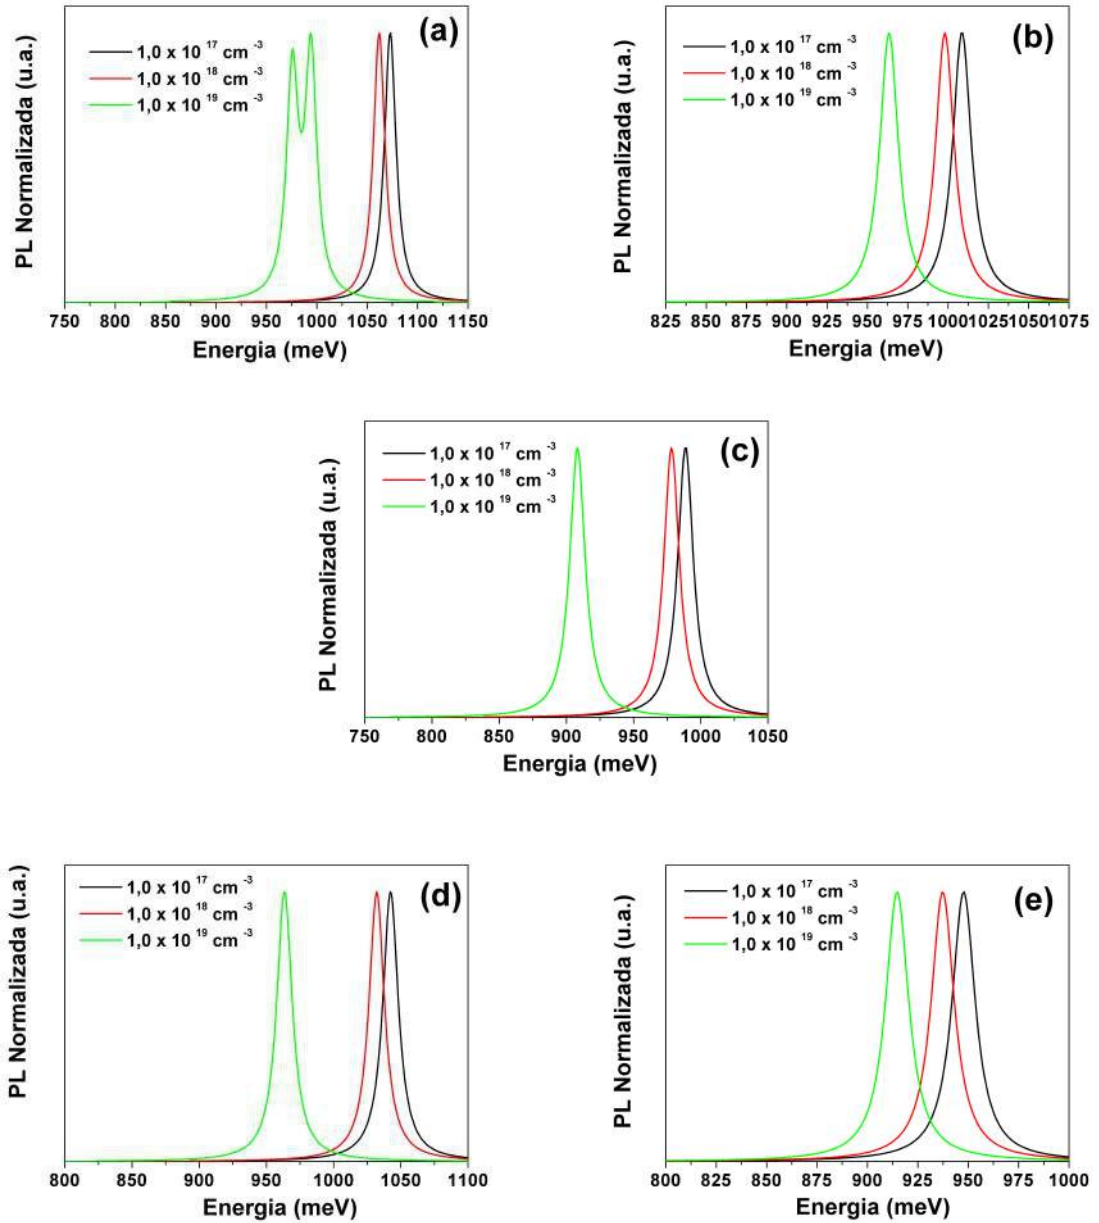 (a)
1,0 x 10 17 cm -3
1,0 x 10 18 cm -3
1,0 x 10 19 cm -3
PL Normalizada (u.a.)
750 800 850 900 950 1000 1050 1100 1150
Energia (meV)
(b)
1,0 x 10 17 cm -3
1,0 x 10 18 cm -3
1,0 x 10 19 cm -3
PL Normalizada (u.a.)
825 850 875 900 925 950 975 1000 1025 1050 1075
Energia (meV)
(c)
1,0 x 10 17 cm -3
1,0 x 10 18 cm -3
1,0 x 10 19 cm -3
PL Normalizada (u.a.)
750 800 850 900 950 1000 1050
Energia (meV)
(d)
1,0 x 10 17 cm -3
1,0 x 10 18 cm -3
1,0 x 10 19 cm -3
PL Normalizada (u.a.)
800 850 900 950 1000 1050 1100
Energia (meV)
(e)
1,0 x 10 17 cm -3
1,0 x 10 18 cm -3
1,0 x 10 19 cm -3
PL Normalizada (u.a.)
800 825 850 875 900 925 950 975 1000
Energia (meV)